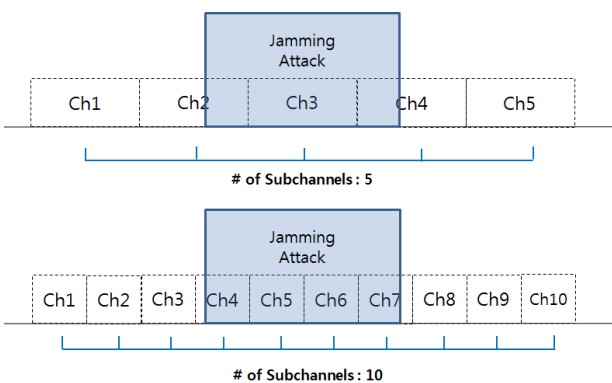 Jamming
Attack
Ch1 Ch2 Ch3 Ch4 Ch5
# of Subchannels : 5
Jamming
Attack
Ch1 Ch2 Ch3 Ch4 Ch5 Ch6 Ch7 Ch8 Ch9 Ch10
# of Subchannels : 10